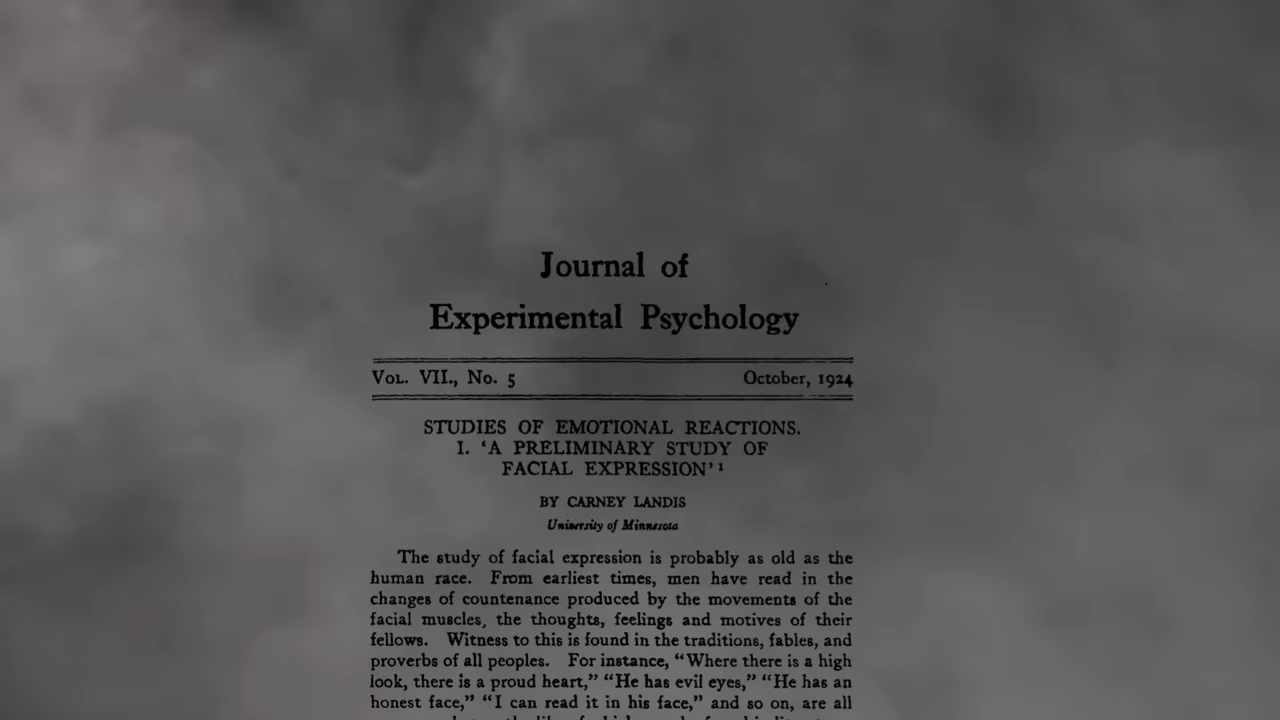 Journal of
Experimental Psychology
VOL. VII., No. 5 October, 1924
STUDIES OF EMOTIONAL REACTIONS.
I. ‘A PRELIMINARY STUDY OF
FACIAL EXPRESSION’ ¹
BY CARNEY LANDIS
University of Minnesota
The study of facial expression is probably as old as the
human race. From earliest times, men have read in the
changes of countenance produced by the movements of the
facial muscles, the thoughts, feelings and motives of their
fellows. Witness to this is found in the traditions, fables, and
proverbs of all peoples. For instance, “Where there is a high
look, there is a proud heart,” “He has evil eyes,” “He has an
honest face,” “I can read it in his face,” and so on, are all